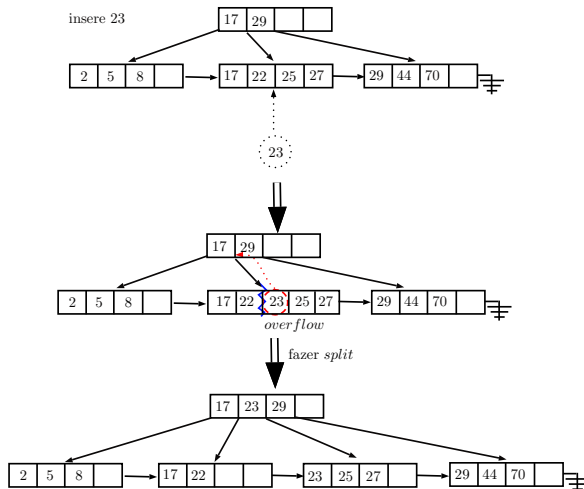 insere 23
17 29
2 5 8
17 22 25 27
29 44 70
23
17 29
2 5 8
17 22 23 25 27
29 44 70
overflow
fazer split
17 23 29
2 5 8
17 22
23 25 27
29 44 70